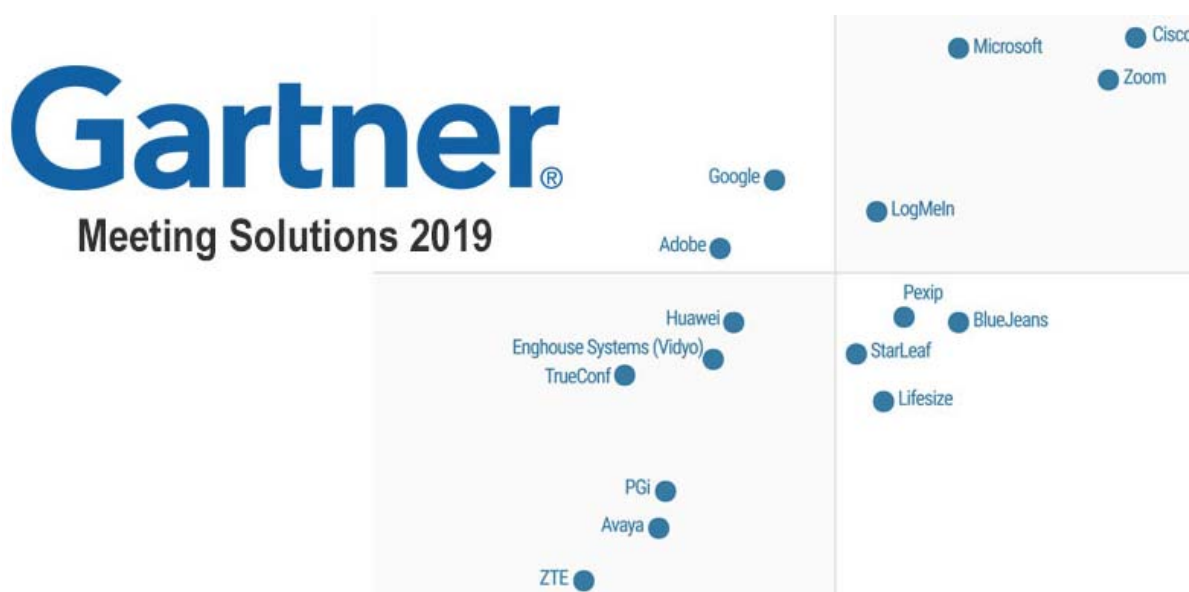 Gartner®
Meeting Solutions 2019
Cisco
Microsoft
Zoom
Google
LogMeIn
Adobe
Pexip
Huawei
BlueJeans
Enghouse Systems (Vidyo)
StarLeaf
TrueConf
Lifesize
PGi
Avaya
ZTE